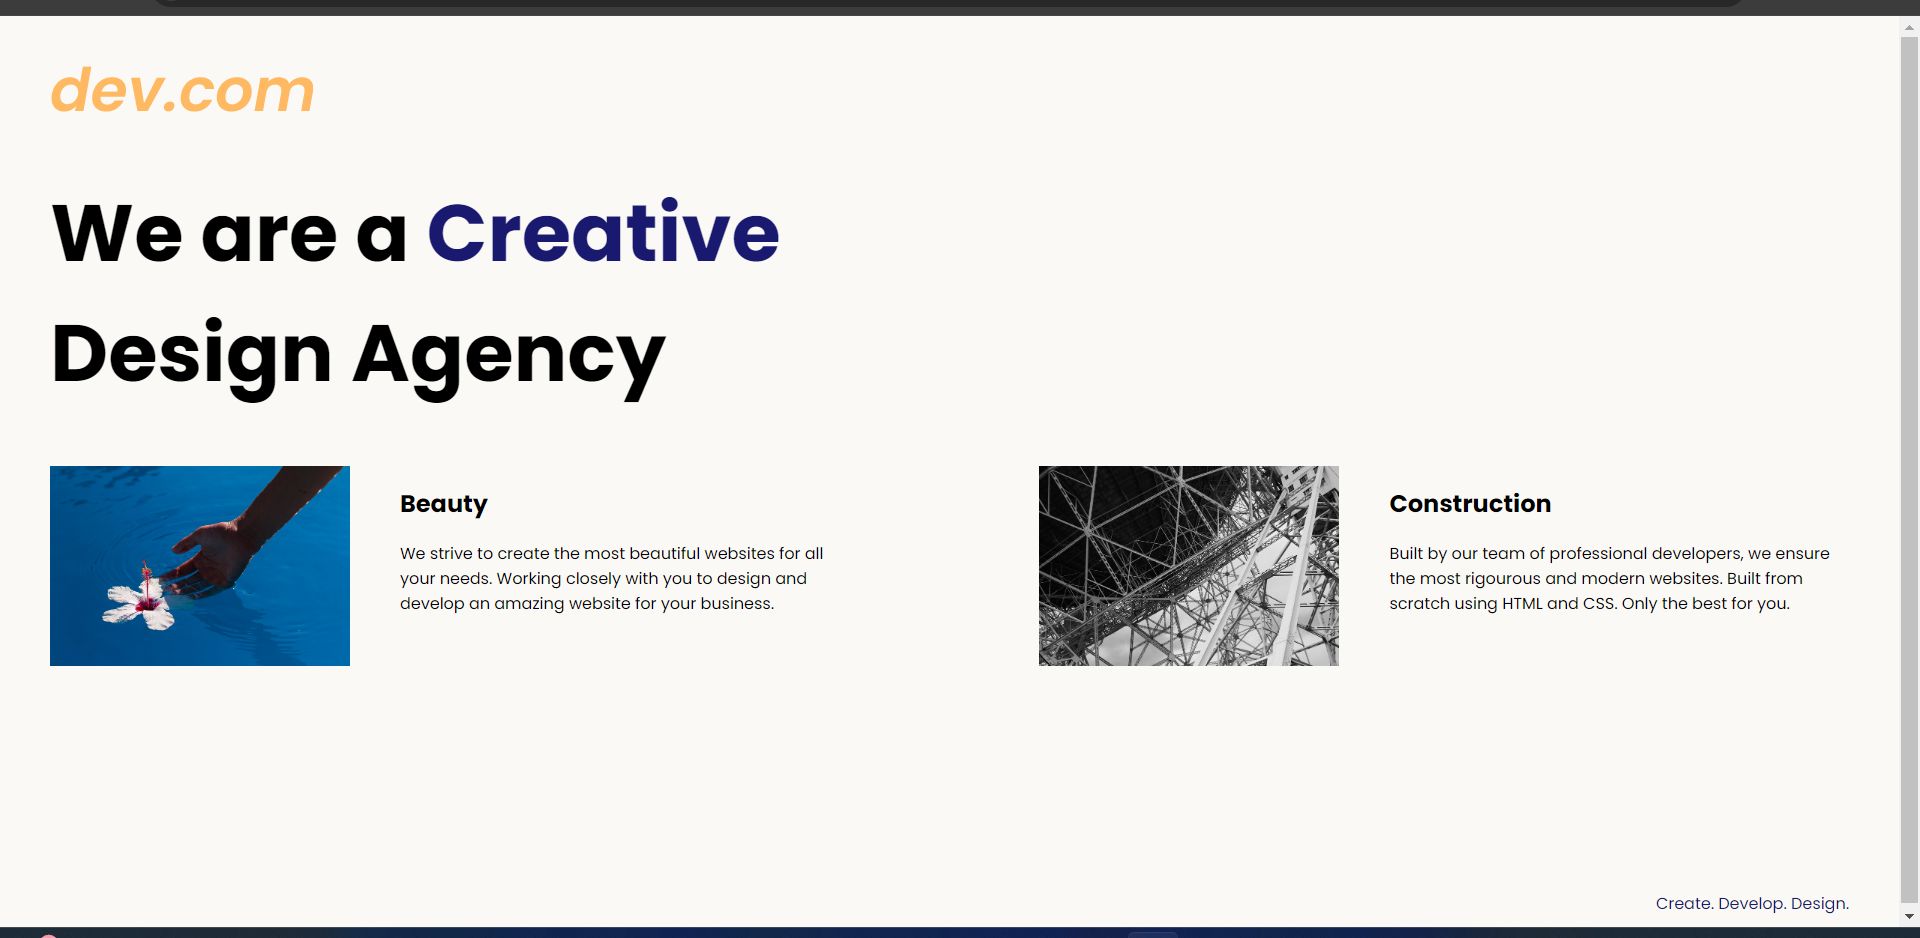 dev.com
We are a Creative
Design Agency
Beauty
We strive to create the most beautiful websites for all
your needs. Working closely with you to design and
develop an amazing website for your business.
Construction
Built by our team of professional developers, we ensure
the most rigourous and modern websites. Built from
scratch using HTML and CSS. Only the best for you.
Create. Develop. Design.